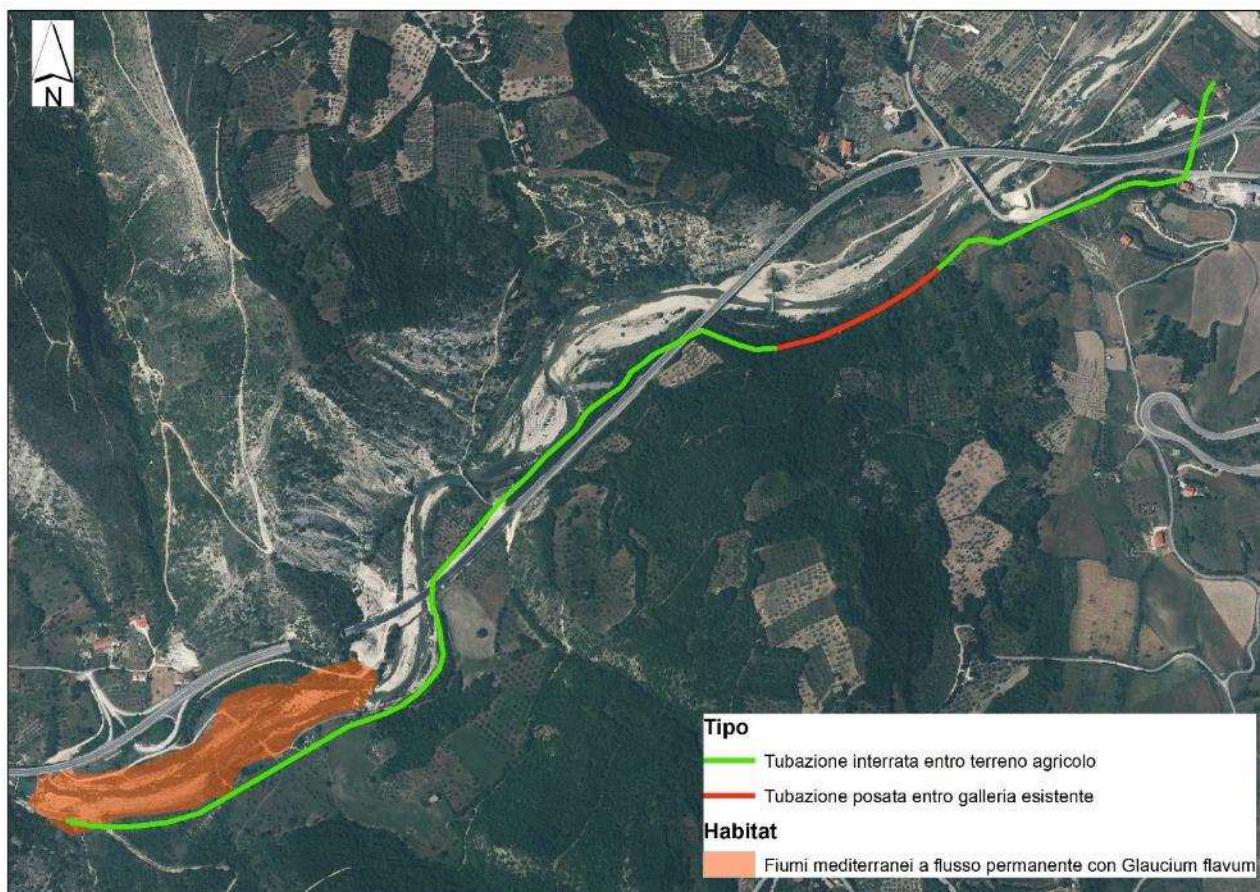 N
Tipo
Tubazione interrata entro terreno agricolo
Tubazione posata entro galleria esistente
Habitat
Fiumi mediterranei a flusso permanente con Glaucium flavum